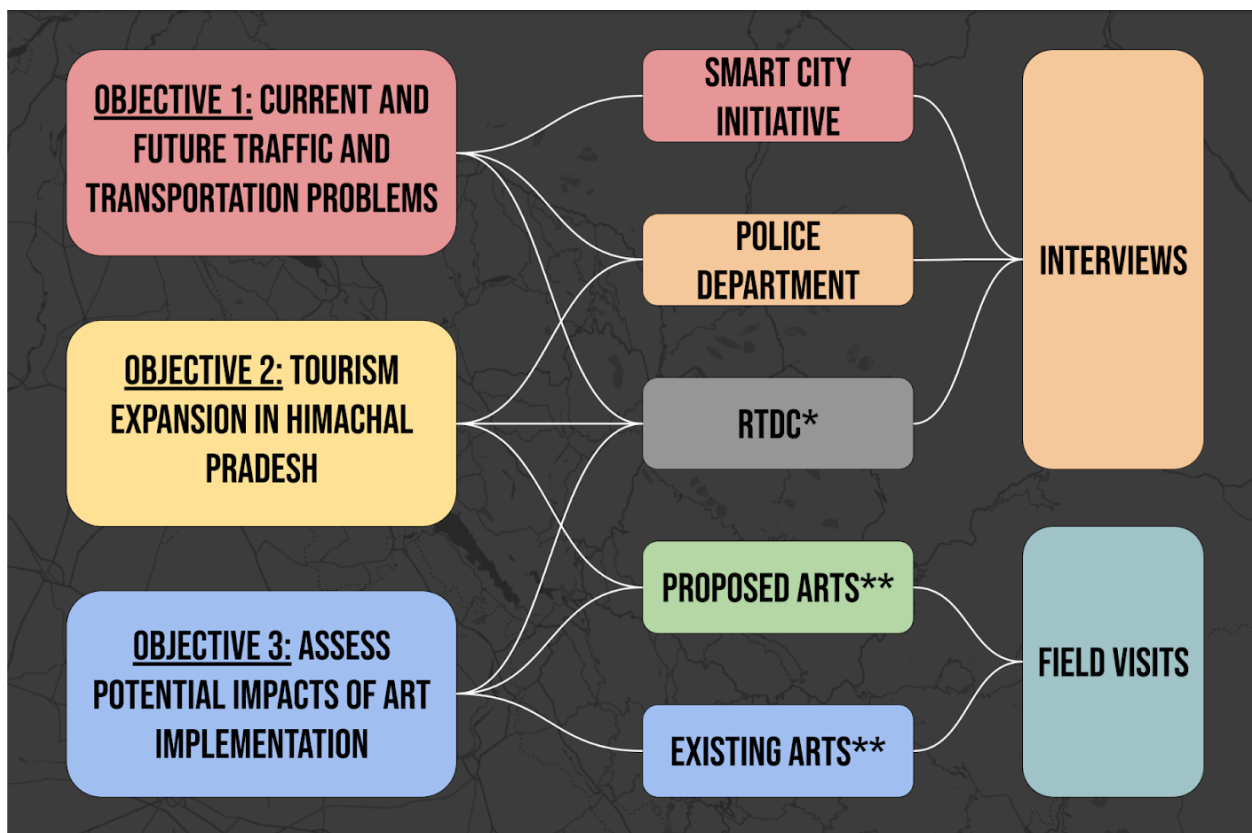 OBJECTIVE 1: CURRENT AND
FUTURE TRAFFIC AND
TRANSPORTATION PROBLEMS
OBJECTIVE 2: TOURISM
EXPANSION IN HIMACHAL
PRADESH
OBJECTIVE 3: ASSESS
POTENTIAL IMPACTS OF ART
IMPLEMENTATION
SMART CITY
INITIATIVE
POLICE
DEPARTMENT
RTDC*
PROPOSED ARTS**
EXISTING ARTS**
INTERVIEWS
FIELD VISITS